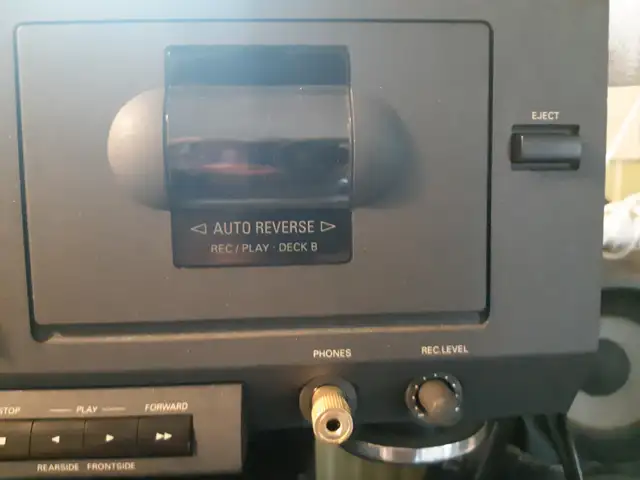 EJECT
◁ AUTO REVERSE ▷
REC / PLAY · DECK B
PHONES
REC. LEVEL
STOP
PLAY
FORWARD
REARSIDE FRONTSIDE